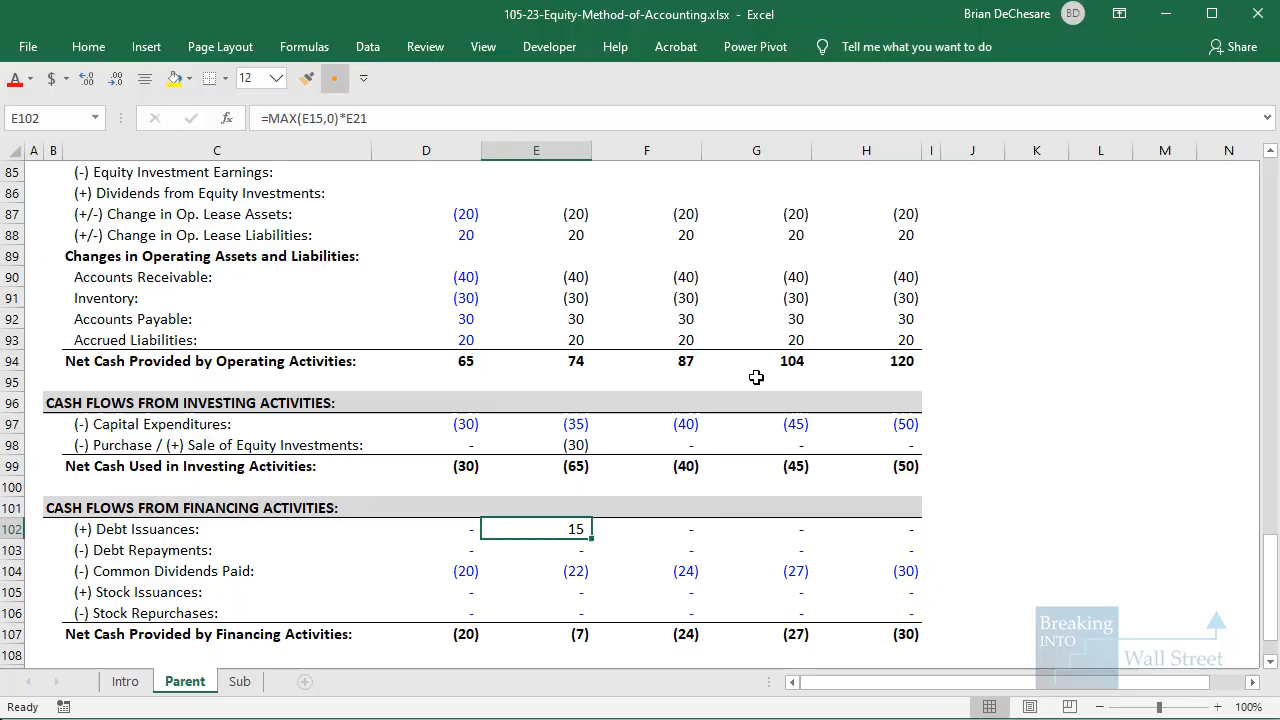 105-23-Equity-Method-of-Accounting.xlsx - Excel Brian DeChesare BD
File Home Insert Page Layout Formulas Data Review View Developer Help Acrobat Power Pivot Tell me what you want to do Share
A $ 12
E102 fx =MAX(E15,0)*E21
A B C D E F G H I J K L M N
85 (-) Equity Investment Earnings:
86 (+) Dividends from Equity Investments:
87 (+/-) Change in Op. Lease Assets: (20) (20) (20) (20) (20)
88 (+/-) Change in Op. Lease Liabilities: 20 20 20 20 20
89 Changes in Operating Assets and Liabilities:
90 Accounts Receivable: (40) (40) (40) (40) (40)
91 Inventory: (30) (30) (30) (30) (30)
92 Accounts Payable: 30 30 30 30 30
93 Accrued Liabilities: 20 20 20 20 20
94 Net Cash Provided by Operating Activities: 65 74 87 104 120
95
96 CASH FLOWS FROM INVESTING ACTIVITIES:
97 (-) Capital Expenditures: (30) (35) (40) (45) (50)
98 (-) Purchase / (+) Sale of Equity Investments: - (30) - - -
99 Net Cash Used in Investing Activities: (30) (65) (40) (45) (50)
100
101 CASH FLOWS FROM FINANCING ACTIVITIES:
102 (+) Debt Issuances: - 15 - - -
103 (-) Debt Repayments: - - - - -
104 (-) Common Dividends Paid: (20) (22) (24) (27) (30)
105 (+) Stock Issuances: - - - - -
106 (-) Stock Repurchases: - - - - -
107 Net Cash Provided by Financing Activities: (20) (7) (24) (27) (30)
108
Breaking
INTO
Wall Street
Intro Parent Sub
Ready 100%